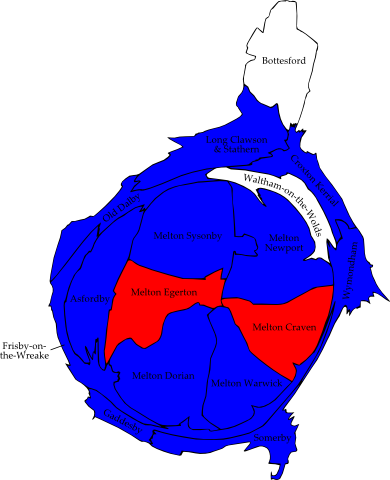 Bottesford
Long Clawson
& Stathern
Croxton Kerrial
Waltham-on-the-Wolds
Old Dalby
Melton Sysonby
Melton
Newport
Wymondham
Asfordby
Melton Egerton
Melton Craven
Frisby-on-
the-Wreake
Melton Dorian
Melton Warwick
Gaddesby
Somerby